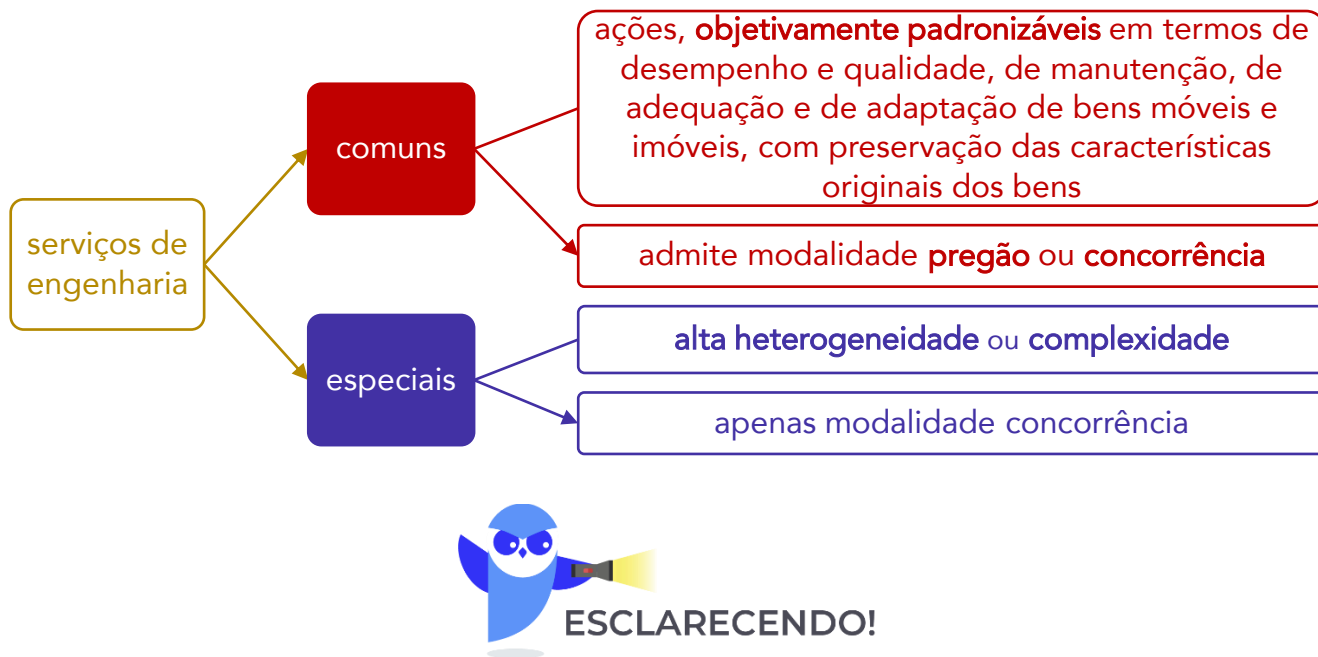 serviços de
engenharia
comuns
ações, objetivamente padronizáveis em termos de
desempenho e qualidade, de manutenção, de
adequação e de adaptação de bens móveis e
imóveis, com preservação das características
originais dos bens
admite modalidade pregão ou concorrência
especiais
alta heterogeneidade ou complexidade
apenas modalidade concorrência
ESCLARECENDO!